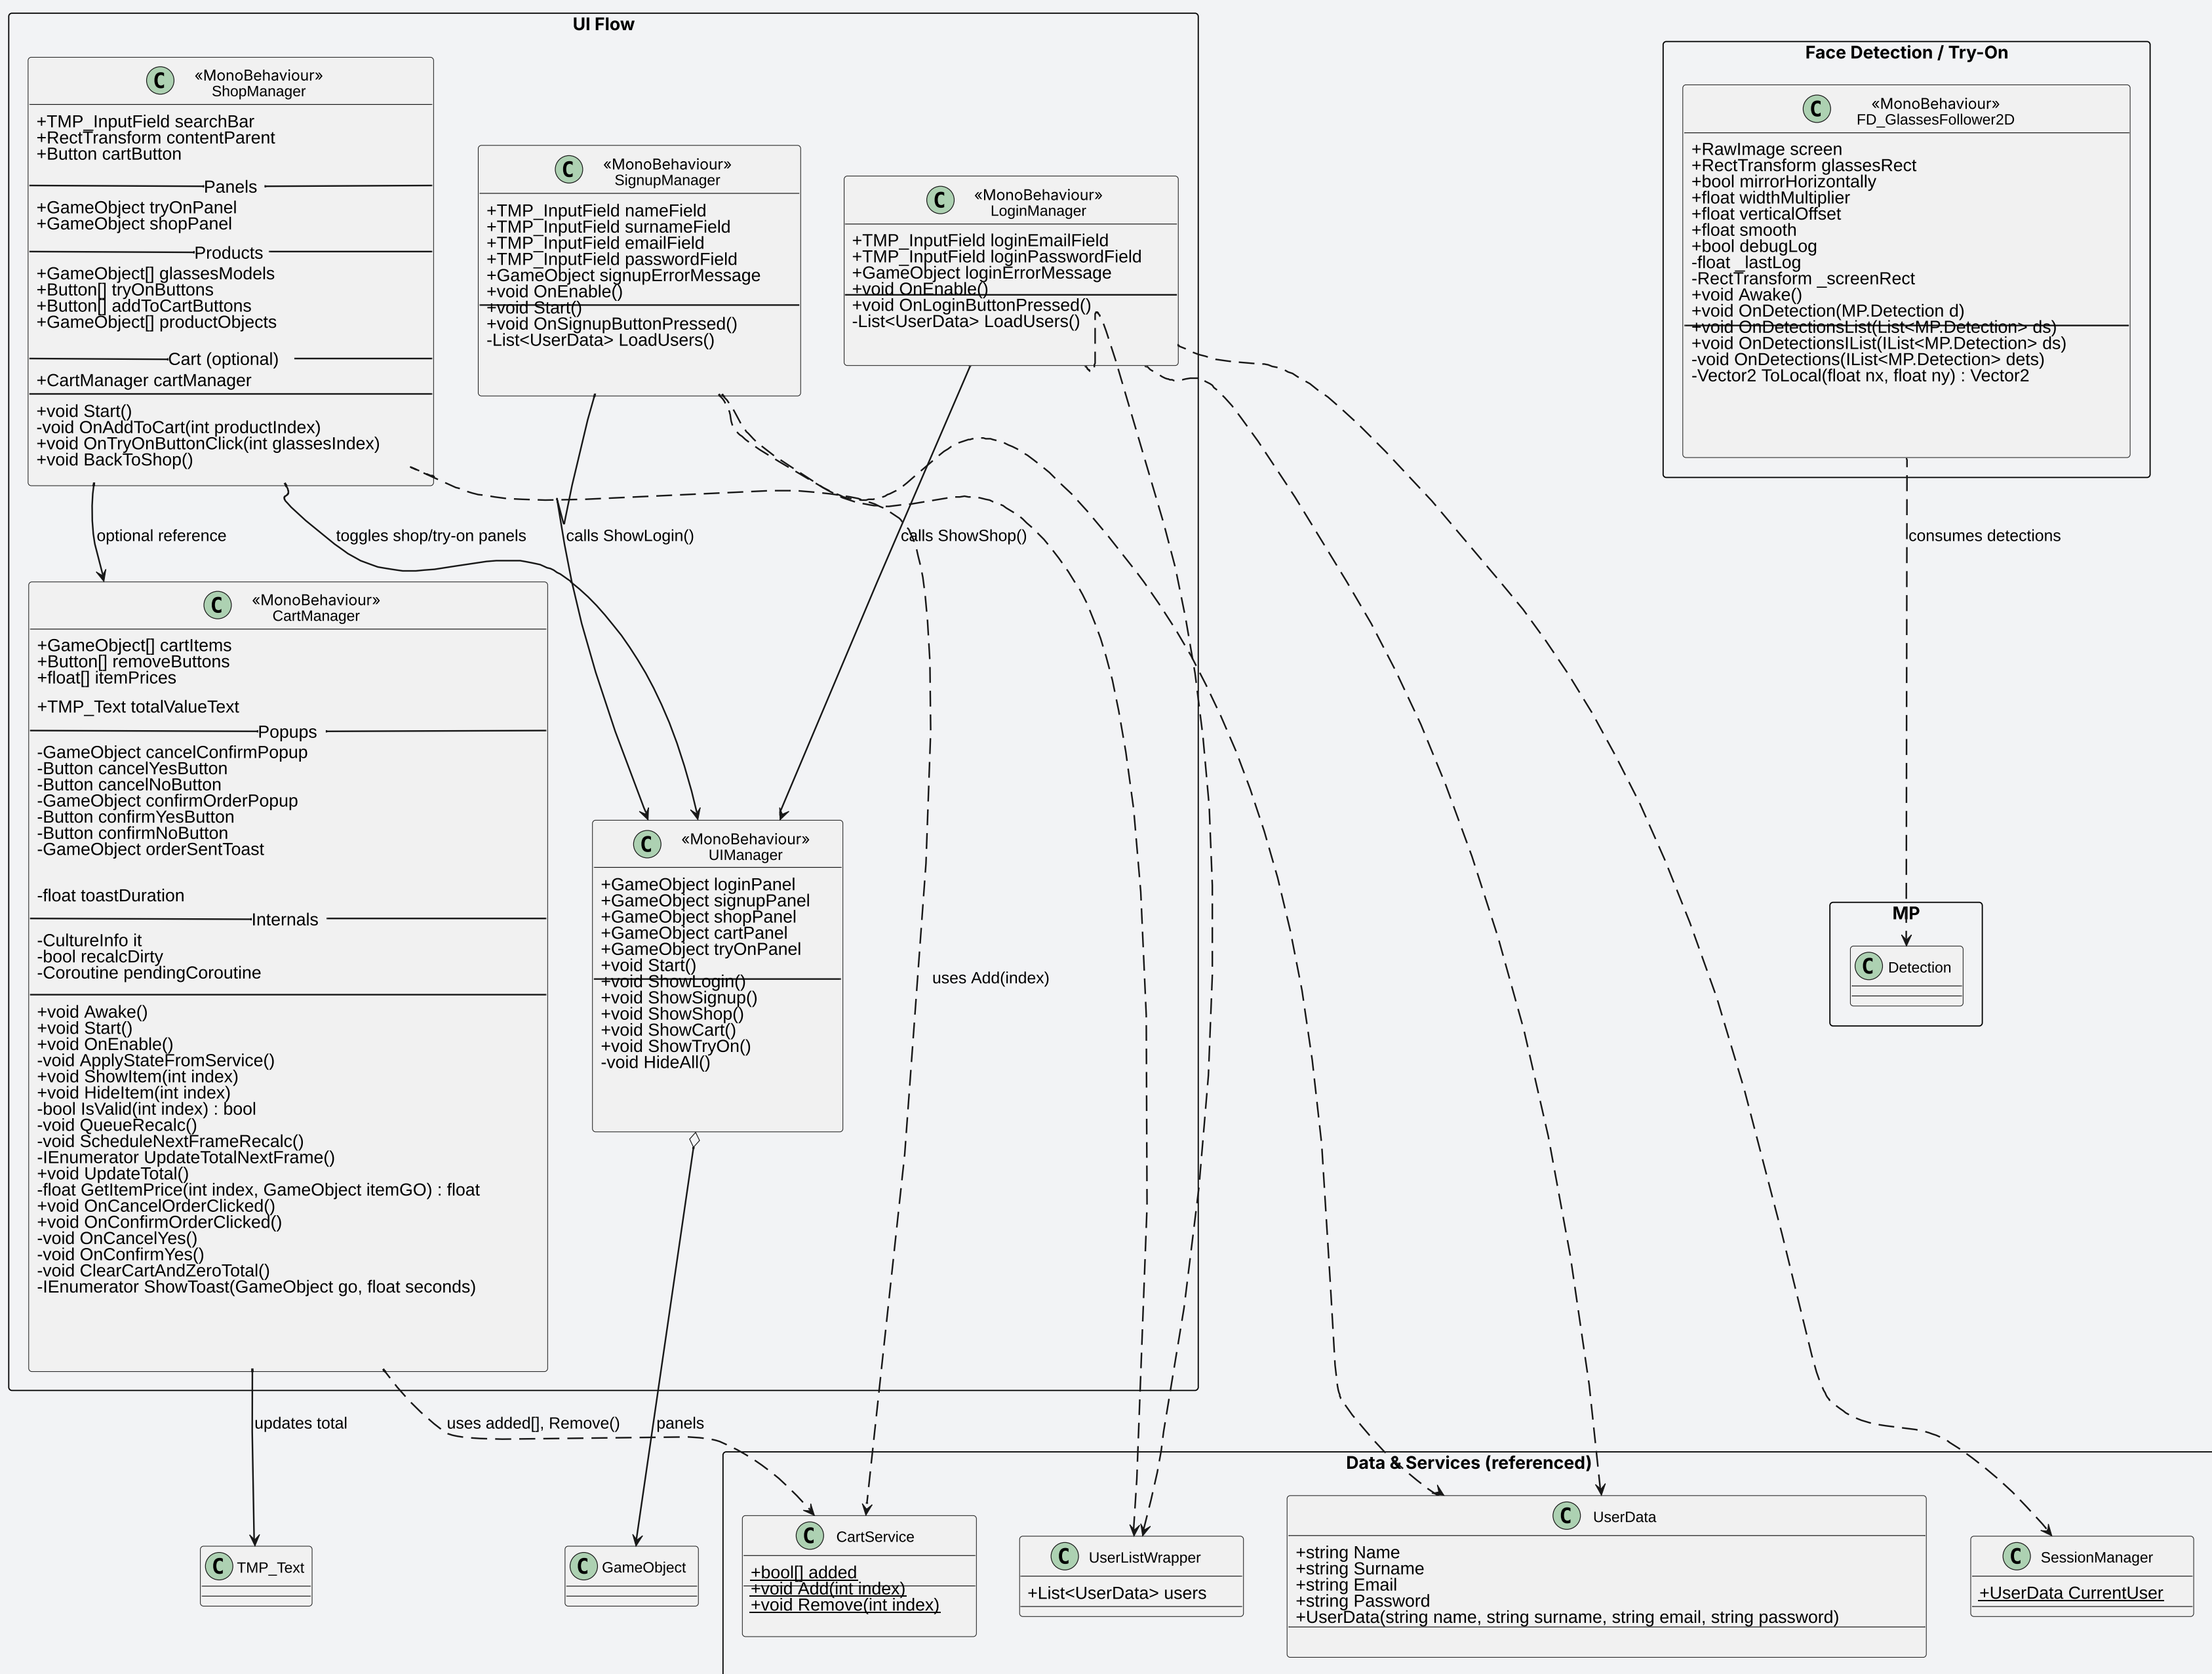 UI Flow
«MonoBehaviour»
ShopManager
+TMP_InputField searchBar
+RectTransform contentParent
+Button cartButton
Panels
+GameObject tryOnPanel
+GameObject shopPanel
Products
+GameObject[] glassesModels
+Button[] tryOnButtons
+Button[] addToCartButtons
+GameObject[] productObjects
Cart (optional)
+CartManager cartManager
+void Start()
-void OnAddToCart(int productIndex)
+void OnTryOnButtonClick(int glassesIndex)
+void BackToShop()
«MonoBehaviour»
SignupManager
+TMP_InputField nameField
+TMP_InputField surnameField
+TMP_InputField emailField
+TMP_InputField passwordField
+GameObject signupErrorMessage
+void OnEnable()
+void Start()
+void OnSignupButtonPressed()
-List<UserData> LoadUsers()
«MonoBehaviour»
LoginManager
+TMP_InputField loginEmailField
+TMP_InputField loginPasswordField
+GameObject loginErrorMessage
+void OnEnable()
+void OnLoginButtonPressed()
-List<UserData> LoadUsers()
Face Detection / Try-On
«MonoBehaviour»
FD_GlassesFollower2D
+RawImage screen
+RectTransform glassesRect
+bool mirrorHorizontally
+float widthMultiplier
+float verticalOffset
+float smooth
+bool debugLog
-float _lastLog
-RectTransform _screenRect
+void Awake()
+void OnDetection(MP.Detection d)
+void OnDetectionsList(List<MP.Detection> ds)
+void OnDetectionsIList(IList<MP.Detection> ds)
-void OnDetections(IList<MP.Detection> dets)
-Vector2 ToLocal(float nx, float ny) : Vector2
optional reference
toggles shop/try-on panels
calls ShowLogin()
calls ShowShop()
consumes detections
«MonoBehaviour»
CartManager
+GameObject[] cartItems
+Button[] removeButtons
+float[] itemPrices
+TMP_Text totalValueText
Popups
-GameObject cancelConfirmPopup
-Button cancelYesButton
-Button cancelNoButton
-GameObject confirmOrderPopup
-Button confirmYesButton
-Button confirmNoButton
-GameObject orderSentToast
-float toastDuration
Internals
-CultureInfo it
-bool recalcDirty
-Coroutine pendingCoroutine
+void Awake()
+void Start()
+void OnEnable()
-void ApplyStateFromService()
+void ShowItem(int index)
+void HideItem(int index)
-bool IsValid(int index) : bool
-void QueueRecalc()
-void ScheduleNextFrameRecalc()
-IEnumerator UpdateTotalNextFrame()
+void UpdateTotal()
-float GetItemPrice(int index, GameObject itemGO) : float
+void OnCancelOrderClicked()
+void OnConfirmOrderClicked()
-void OnCancelYes()
-void OnConfirmYes()
-void ClearCartAndZeroTotal()
-IEnumerator ShowToast(GameObject go, float seconds)
«MonoBehaviour»
UIManager
+GameObject loginPanel
+GameObject signupPanel
+GameObject shopPanel
+GameObject cartPanel
+GameObject tryOnPanel
+void Start()
+void ShowLogin()
+void ShowSignup()
+void ShowShop()
+void ShowCart()
+void ShowTryOn()
-void HideAll()
uses Add(index)
MP
Detection
updates total
uses added[], Remove()
panels
Data & Services (referenced)
TMP_Text
GameObject
CartService
+bool[] added
+void Add(int index)
+void Remove(int index)
UserListWrapper
+List<UserData> users
UserData
+string Name
+string Surname
+string Email
+string Password
+UserData(string name, string surname, string email, string password)
SessionManager
+UserData CurrentUser